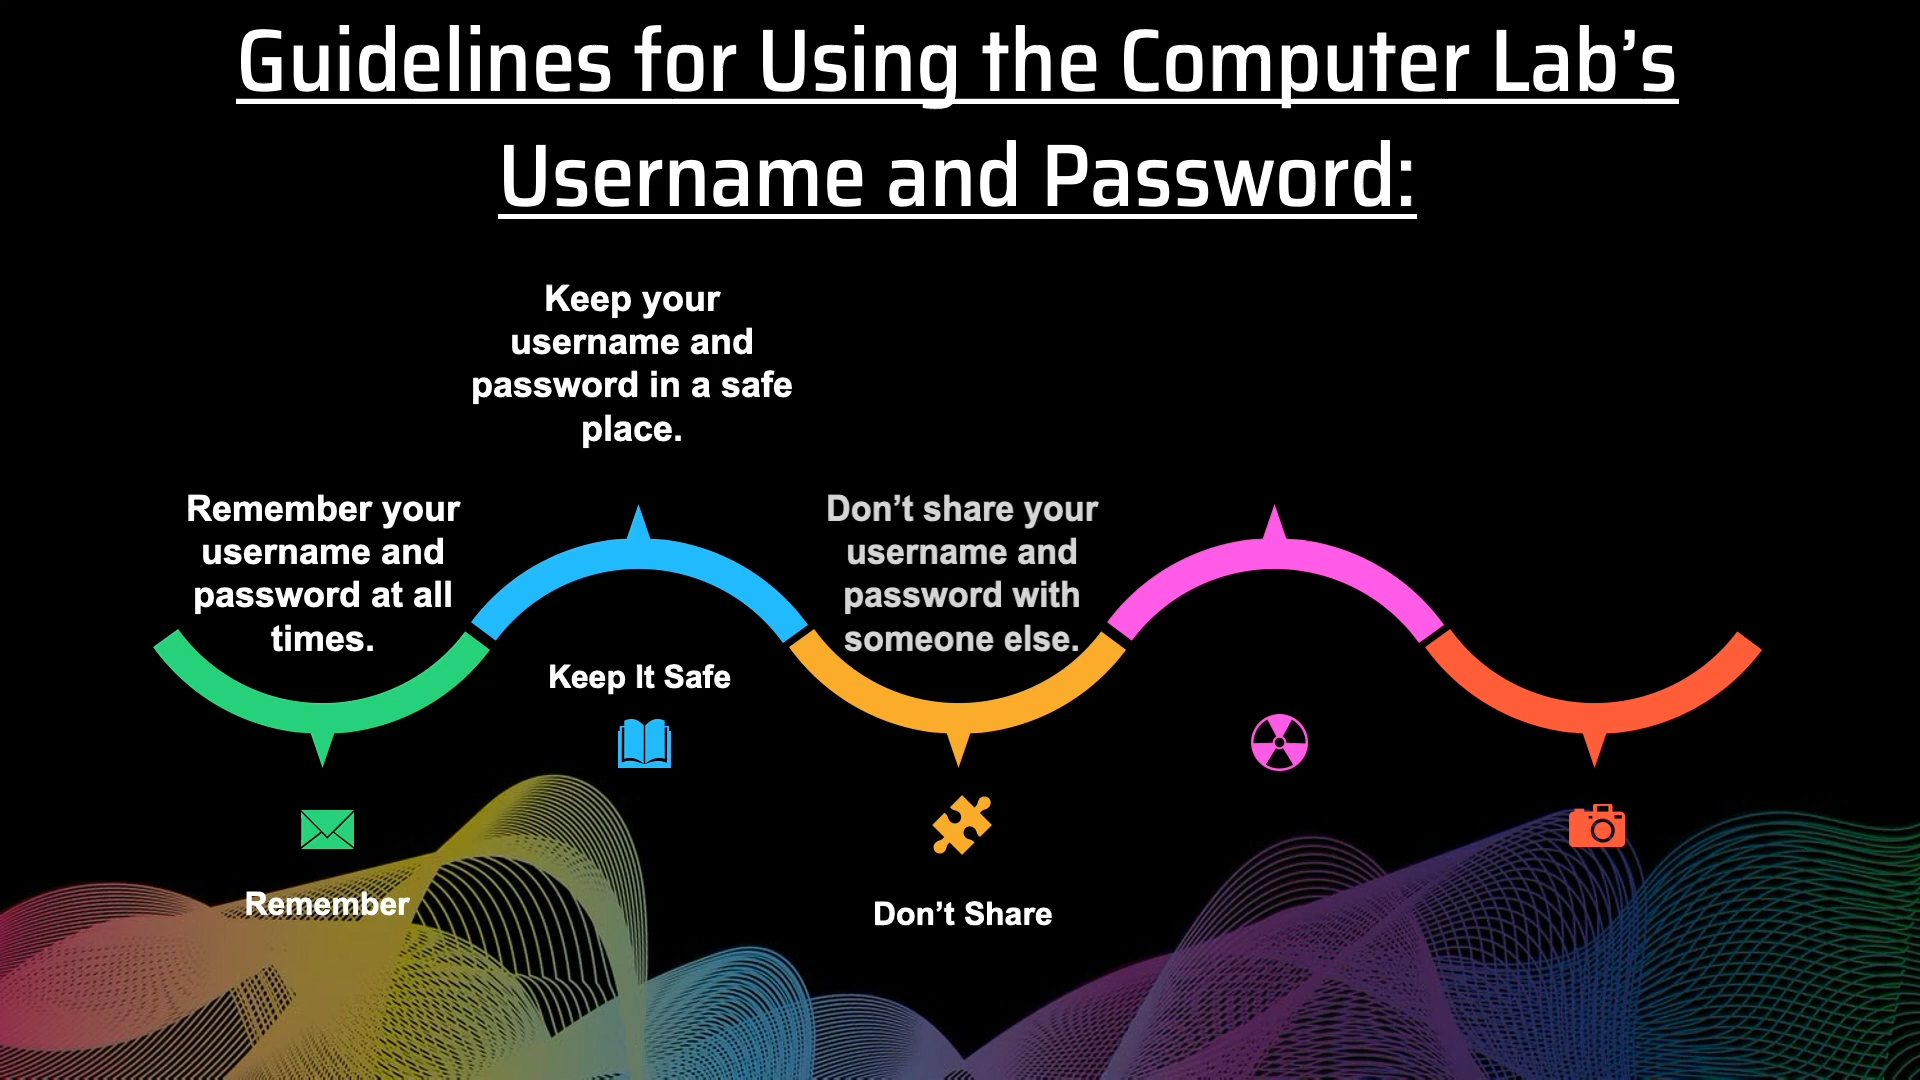 Guidelines for Using the Computer Lab’s
Username and Password:
Remember your
username and
password at all
times.
Remember
Keep your
username and
password in a safe
place.
Keep It Safe
Don’t share your
username and
password with
someone else.
Don’t Share